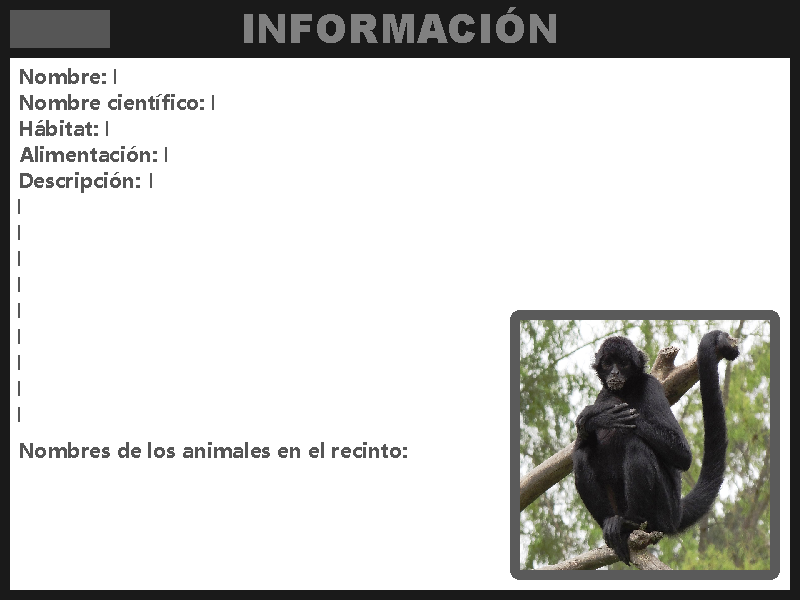 INFORMACIÓN
Nombre: |
Nombre científico: |
Hábitat: |
Alimentación: |
Descripción: |
|
|
|
|
|
|
|
|
|
Nombres de los animales en el recinto: